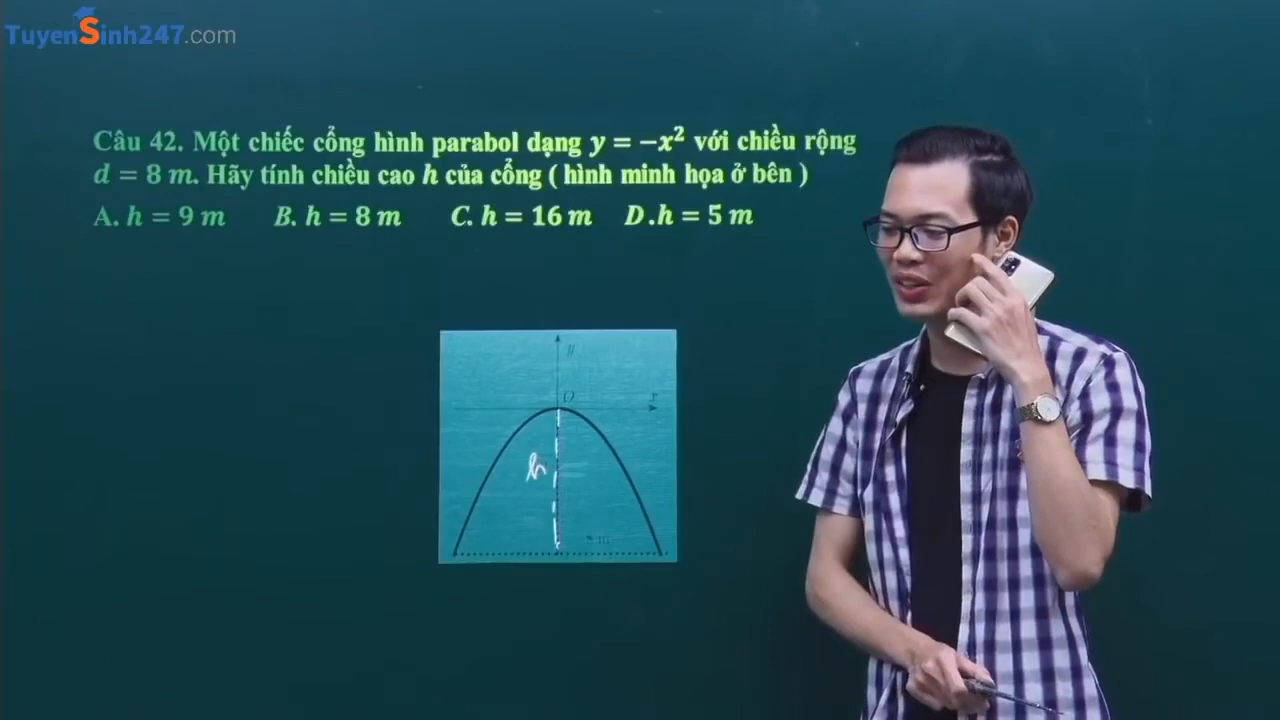 TuyenSinh247.com
Câu 42. Một chiếc cổng hình parabol dạng y = −x² với chiều rộng
d = 8 m. Hãy tính chiều cao h của cổng ( hình minh họa ở bên )
A. h = 9 m B. h = 8 m C. h = 16 m D.h = 5 m
y
O
x
h
8 m